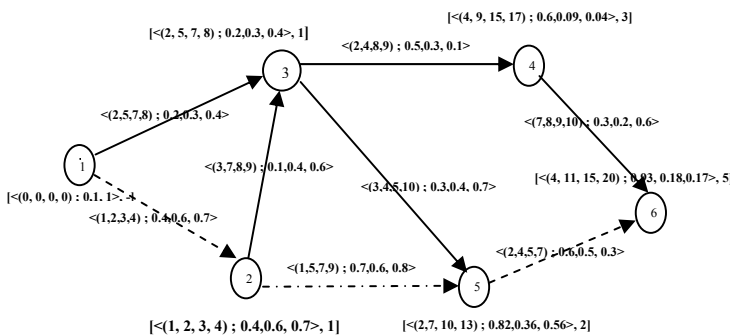 [<(4, 9, 15, 17) ; 0.6,0.09, 0.04>, 3]
[<(2, 5, 7, 8) ; 0.2,0.3, 0.4>, 1]
<(2,4,8,9) ; 0.5,0.3, 0.1>
3
4
<(2,5,7,8) ; 0.2,0.3, 0.4>
<(7,8,9,10) ; 0.3,0.2, 0.6>
1
<(3,7,8,9) ; 0.1,0.4, 0.6>
<(3,4,5,10) ; 0.3,0.4, 0.7>
[<(4, 11, 15, 20) ; 0.93, 0.18,0.17>, 5]
[<(0, 0, 0, 0) : 0.1. 1>. -]
<(1,2,3,4) ; 0.4,0.6, 0.7>
6
<(2,4,5,7) ; 0.6,0.5, 0.3>
2
<(1,5,7,9) ; 0.7,0.6, 0.8>
5
[<(1, 2, 3, 4) ; 0.4,0.6, 0.7>, 1]
[<(2,7, 10, 13) ; 0.82,0.36, 0.56>, 2]